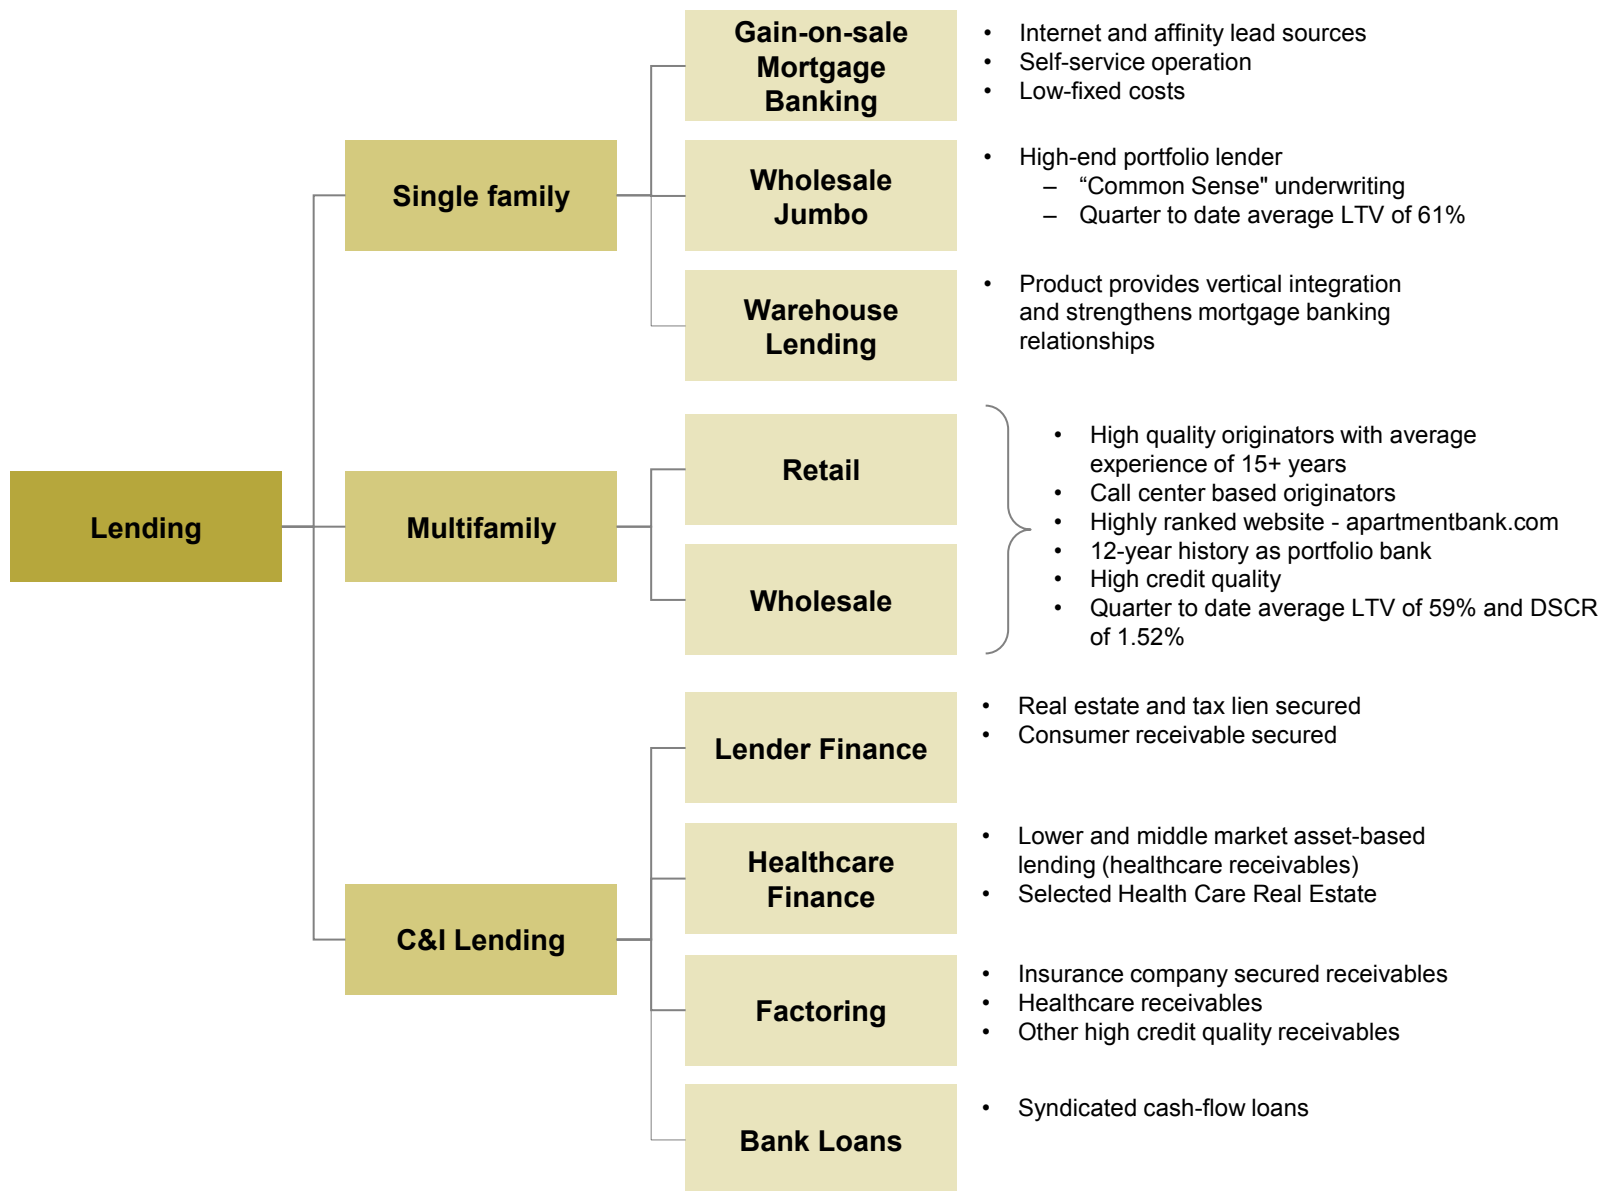 Gain-on-sale
Mortgage
Banking
• Internet and affinity lead sources
• Self-service operation
• Low-fixed costs
Single family
Wholesale
Jumbo
• High-end portfolio lender
– “Common Sense" underwriting
– Quarter to date average LTV of 61%
Warehouse
Lending
• Product provides vertical integration
and strengthens mortgage banking
relationships
Lending
Multifamily
Retail
Wholesale
• High quality originators with average
experience of 15+ years
• Call center based originators
• Highly ranked website - apartmentbank.com
• 12-year history as portfolio bank
• High credit quality
• Quarter to date average LTV of 59% and DSCR
of 1.52%
C&I Lending
Lender Finance
• Real estate and tax lien secured
• Consumer receivable secured
Healthcare
Finance
• Lower and middle market asset-based
lending (healthcare receivables)
• Selected Health Care Real Estate
Factoring
• Insurance company secured receivables
• Healthcare receivables
• Other high credit quality receivables
Bank Loans
• Syndicated cash-flow loans